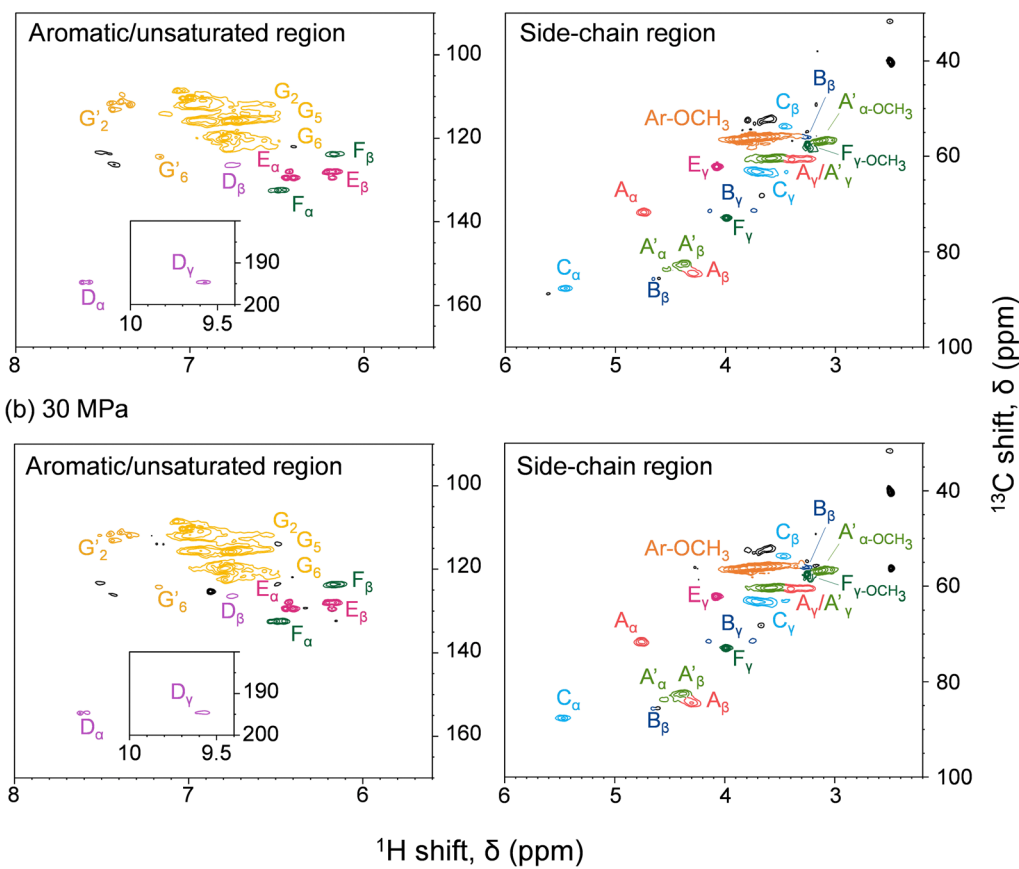 Aromatic/unsaturated region
Side-chain region
G'2
G2
G5
G6
G'6
Dβ
Eα
Eβ
Fβ
Fα
Dα
Dγ
190
200
10
9.5
100
120
140
160
8
7
6
Ar-OCH3
Cβ
Bβ
A'α-OCH3
Fγ-OCH3
Eγ
Aγ/A'γ
Aα
Bγ
Cγ
Fγ
A'α
A'β
Aβ
Cα
Bβ
40
60
80
100
6
5
4
3
(b) 30 MPa
Aromatic/unsaturated region
Side-chain region
G'2
G2
G5
G6
G'6
Dβ
Eα
Eβ
Fβ
Fα
Dα
Dγ
190
200
10
9.5
100
120
140
160
8
7
6
Ar-OCH3
Cβ
Bβ
A'α-OCH3
Fγ-OCH3
Eγ
Aγ/A'γ
Aα
Bγ
Cγ
Fγ
A'α
A'β
Aβ
Cα
Bβ
40
60
80
100
6
5
4
3
13C shift, δ (ppm)
1H shift, δ (ppm)